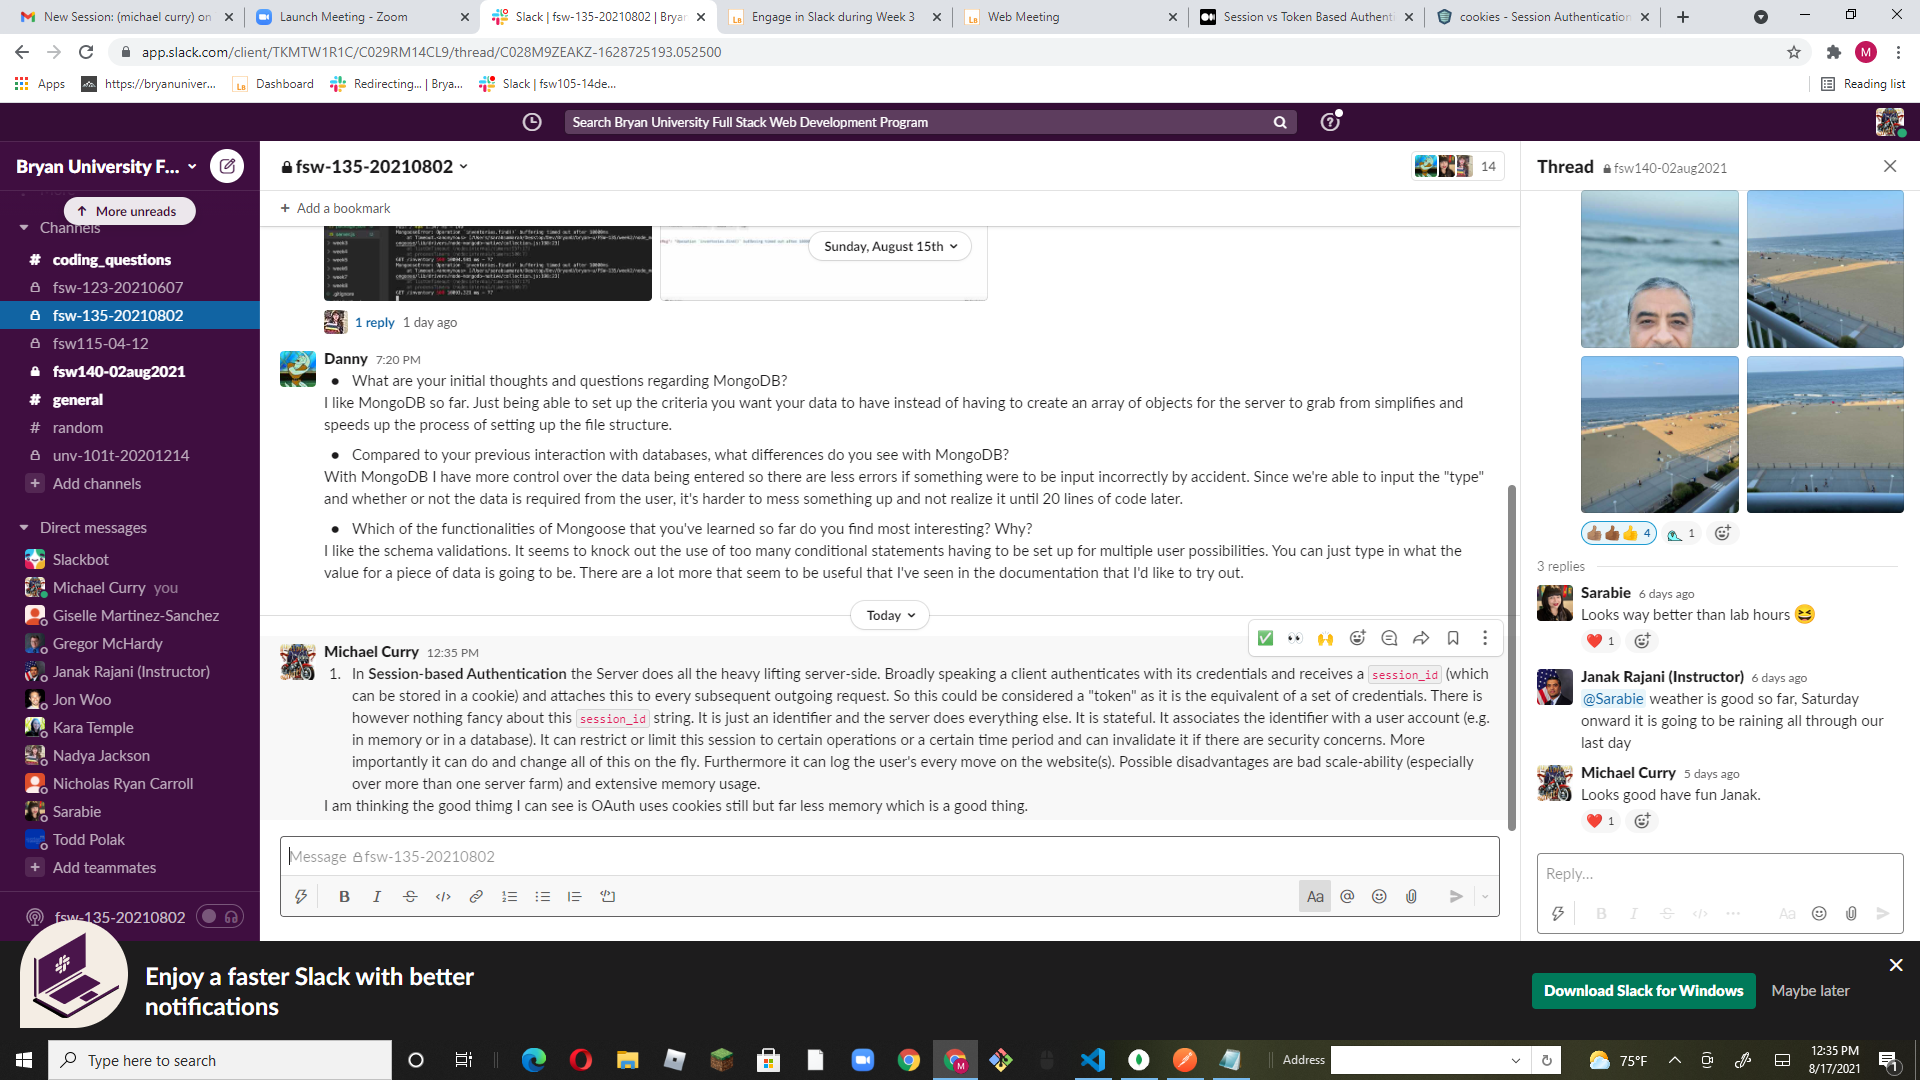 New Session: (michael curry) on
Launch Meeting - Zoom
Slack | fsw-135-20210802 | Brya
Engage in Slack during Week 3
Web Meeting
Session vs Token Based Authent
cookies - Session Authentication
app.slack.com/client/TKMTW1R1C/C029RM14CL9/thread/C028M9ZEAKZ-1628725193.052500
M
Apps
https://bryanuniver...
Dashboard
Redirecting... | Brya...
Slack | fsw105-14de...
Reading list
Search Bryan University Full Stack Web Development Program
Bryan University F...
More unreads
Channels
# coding_questions
fsw-123-20210607
fsw-135-20210802
fsw115-04-12
fsw140-02aug2021
# general
# random
unv-101t-20201214
+ Add channels
Direct messages
Slackbot
Michael Curry you
Giselle Martinez-Sanchez
Gregor McHardy
Janak Rajani (Instructor)
Jon Woo
Kara Temple
Nadya Jackson
Nicholas Ryan Carroll
Sarabie
Todd Polak
+ Add teammates
fsw-135-20210802
fsw-135-20210802
14
+ Add a bookmark
Sunday, August 15th
1 reply 1 day ago
Danny 7:20 PM
• What are your initial thoughts and questions regarding MongoDB?
I like MongoDB so far. Just being able to set up the criteria you want your data to have instead of having to create an array of objects for the server to grab from simplifies and
speeds up the process of setting up the file structure.
• Compared to your previous interaction with databases, what differences do you see with MongoDB?
With MongoDB I have more control over the data being entered so there are less errors if something were to be input incorrectly by accident. Since we're able to input the "type"
and whether or not the data is required from the user, it's harder to mess something up and not realize it until 20 lines of code later.
• Which of the functionalities of Mongoose that you've learned so far do you find most interesting? Why?
I like the schema validations. It seems to knock out the use of too many conditional statements having to be set up for multiple user possibilities. You can just type in what the
value for a piece of data is going to be. There are a lot more that seem to be useful that I've seen in the documentation that I'd like to try out.
Today
Michael Curry 12:35 PM
1. In Session-based Authentication the Server does all the heavy lifting server-side. Broadly speaking a client authenticates with its credentials and receives a session_id (which
can be stored in a cookie) and attaches this to every subsequent outgoing request. So this could be considered a "token" as it is the equivalent of a set of credentials. There is
however nothing fancy about this session_id string. It is just an identifier and the server does everything else. It is stateful. It associates the identifier with a user account (e.g.
in memory or in a database). It can restrict or limit this session to certain operations or a certain time period and can invalidate it if there are security concerns. More
importantly it can do and change all of this on the fly. Furthermore it can log the user's every move on the website(s). Possible disadvantages are bad scale-ability (especially
over more than one server farm) and extensive memory usage.
I am thinking the good thimg I can see is OAuth uses cookies still but far less memory which is a good thing.
Message fsw-135-20210802
B I S Aa @
Thread fsw140-02aug2021
4
1
3 replies
Sarabie 6 days ago
Looks way better than lab hours
1
Janak Rajani (Instructor) 6 days ago
@Sarabie weather is good so far, Saturday
onward it is going to be raining all through our
last day
Michael Curry 5 days ago
Looks good have fun Janak.
1
Reply...
B I S Aa
Enjoy a faster Slack with better
notifications
Download Slack for Windows
Maybe later
Type here to search
Address
75°F
12:35 PM
8/17/2021
1